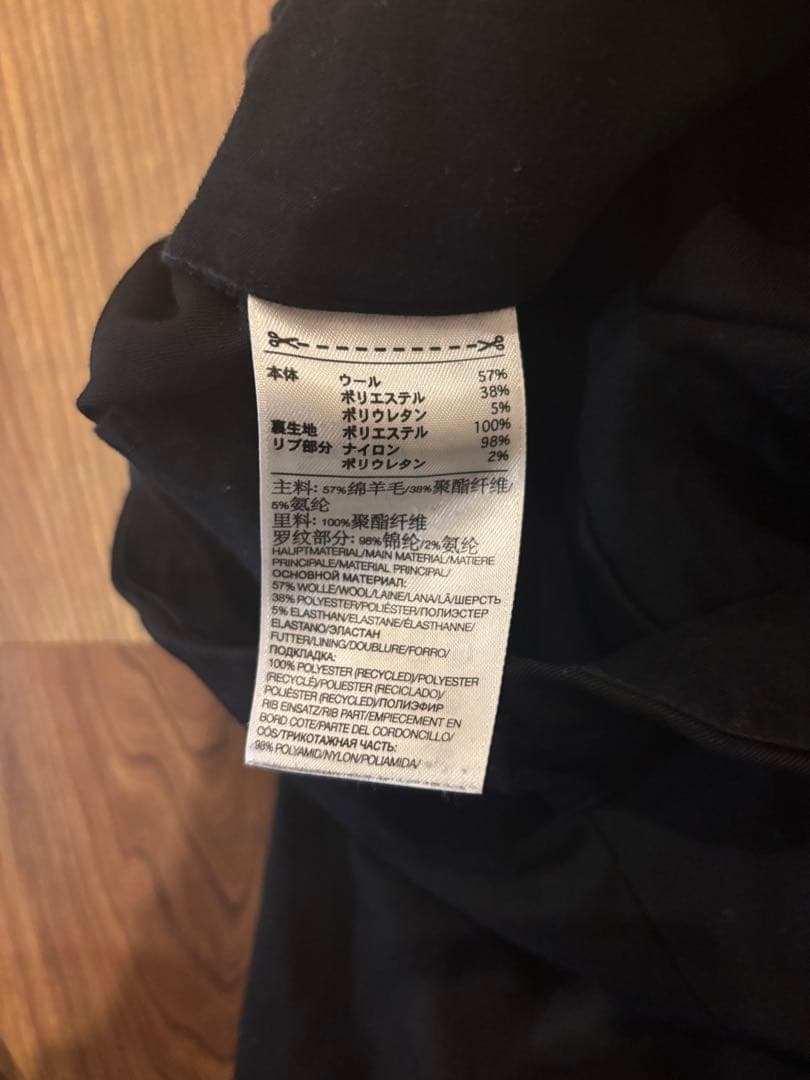 本体 ウール 57%
ポリエステル 38%
ポリウレタン 5%
裏生地 ポリエステル 100%
リブ部分 ナイロン 98%
ポリウレタン 2%
主料: 57%绵羊毛/38%聚酯纤维/
5%氨纶
里料: 100%聚酯纤维
罗纹部分: 98%锦纶/2%氨纶
HAUPTMATERIAL/MAIN MATERIAL/MATIERE
PRINCIPALE/MATERIAL PRINCIPAL/
ОСНОВНОЙ МАТЕРИАЛ:
57% WOLLE/WOOL/LAINE/LANA/LÃ/ШЕРСТЬ
38% POLYESTER/POLIÉSTER/ПОЛИЭСТЕР
5% ELASTHAN/ELASTANE/ÉLASTHANNE/
ELASTANO/ЭЛАСТАН
FUTTER/LINING/DOUBLURE/FORRO/
ПОДКЛАДКА:
100% POLYESTER (RECYCLED)/POLYESTER
(RECYCLÉ)/POLIESTER (RECICLADO)/
POLIÉSTER (RECYCLED)/ПОЛИЭФИР
RIB EINSATZ/RIB PART/EMPIECEMENT EN
BORD COTE/PARTE DEL CORDONCILLO/
CÓS/ТРИКОТАЖНАЯ ЧАСТЬ:
98% POLYAMID/NYLON/POLIAMIDA/